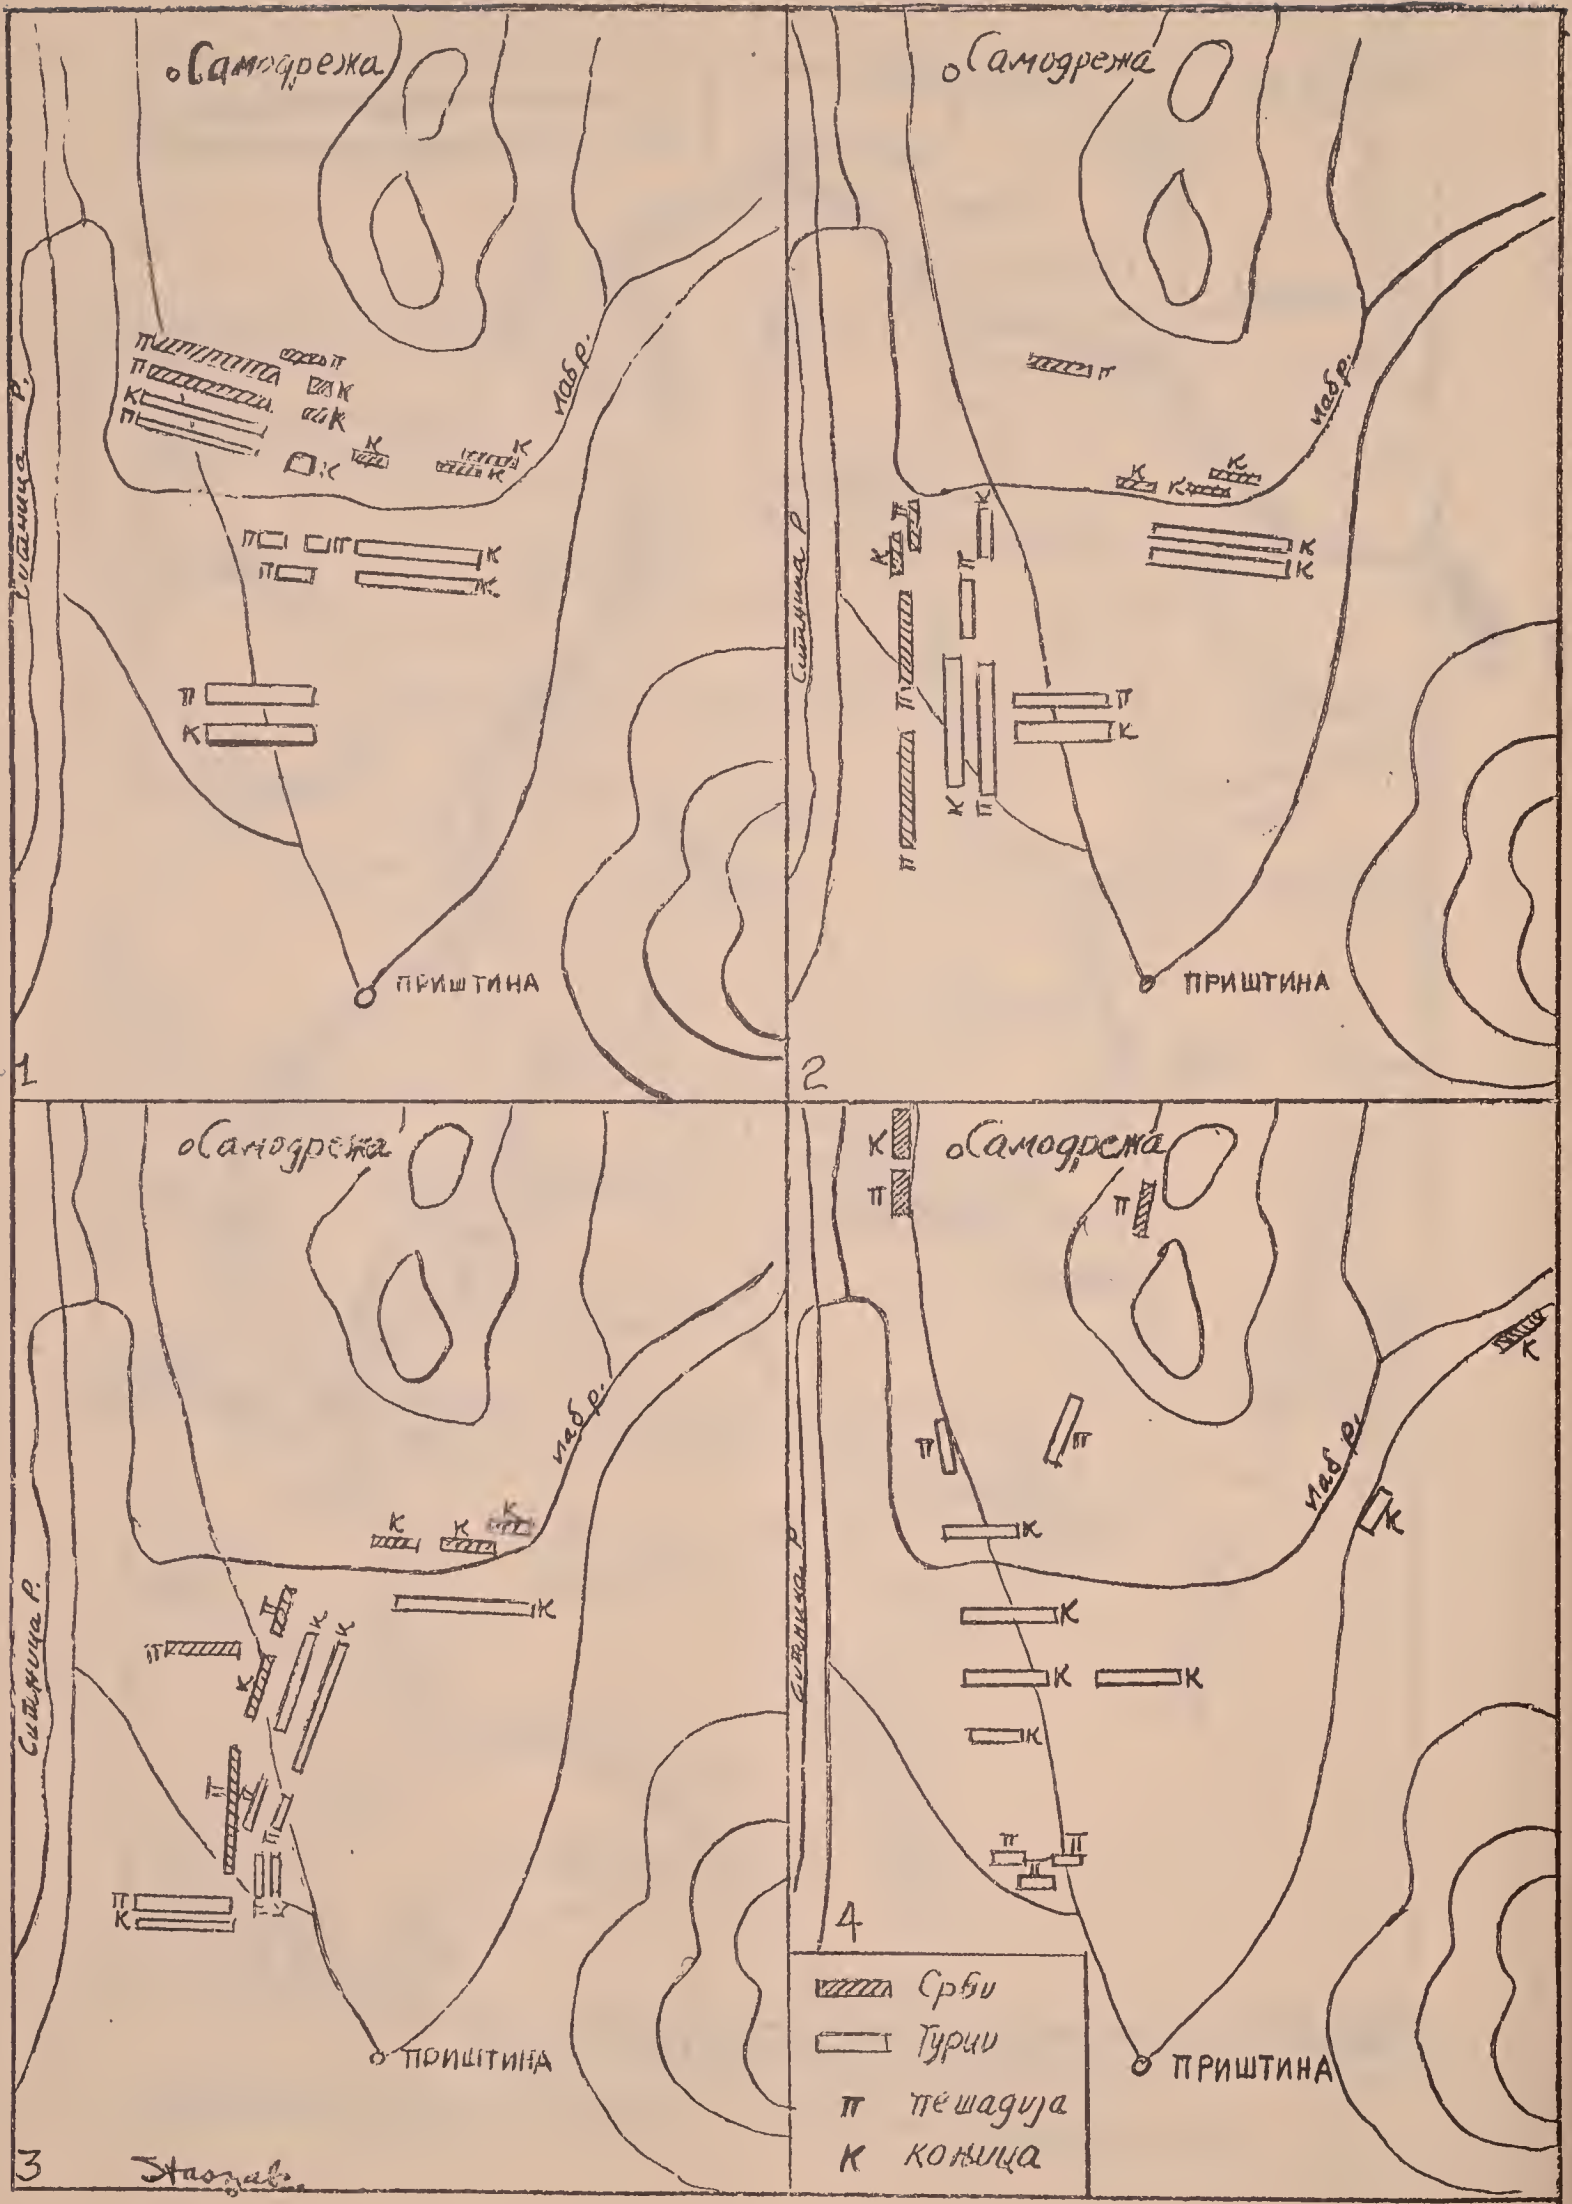 Самодрежа
П
П
П
К
П
К
К
К
К
К
К
К
Лаб р.
Ситница Р.
П
П
К
П
К
П
К
ПРИШТИНА
1
Самодрежа
П
Лаб р.
К
К
К
П
К
К
П
К
К
Ситница Р
П
П
К
К
П
П
ПРИШТИНА
2
Самодрежа
Лаб р.
К
К
К
П
К
К
К
П
К
Ситница Р.
П
П
П
П
К
П
К
ПРИШТИНА
3
К
Самодрежа
П
П
К
П
П
Лаб р.
К
К
К
К
К
К
Ситница Р
П
П
П
4
Срби
Турци
ПРИШТИНА
П пешадија
К коњица